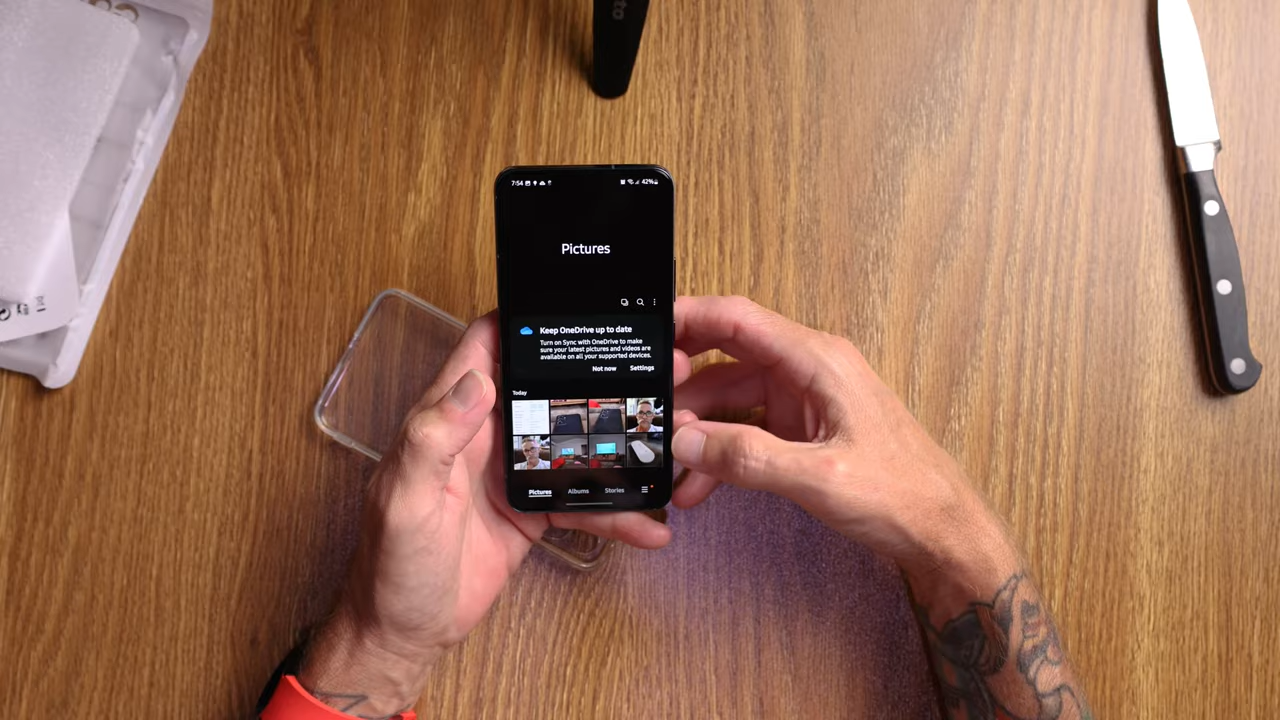 to
7:54
42%
Pictures
Keep OneDrive up to date
Turn on Sync with OneDrive to make
sure your latest pictures and videos are
available on all your supported devices.
Not now Settings
Today
Pictures Albums Stories